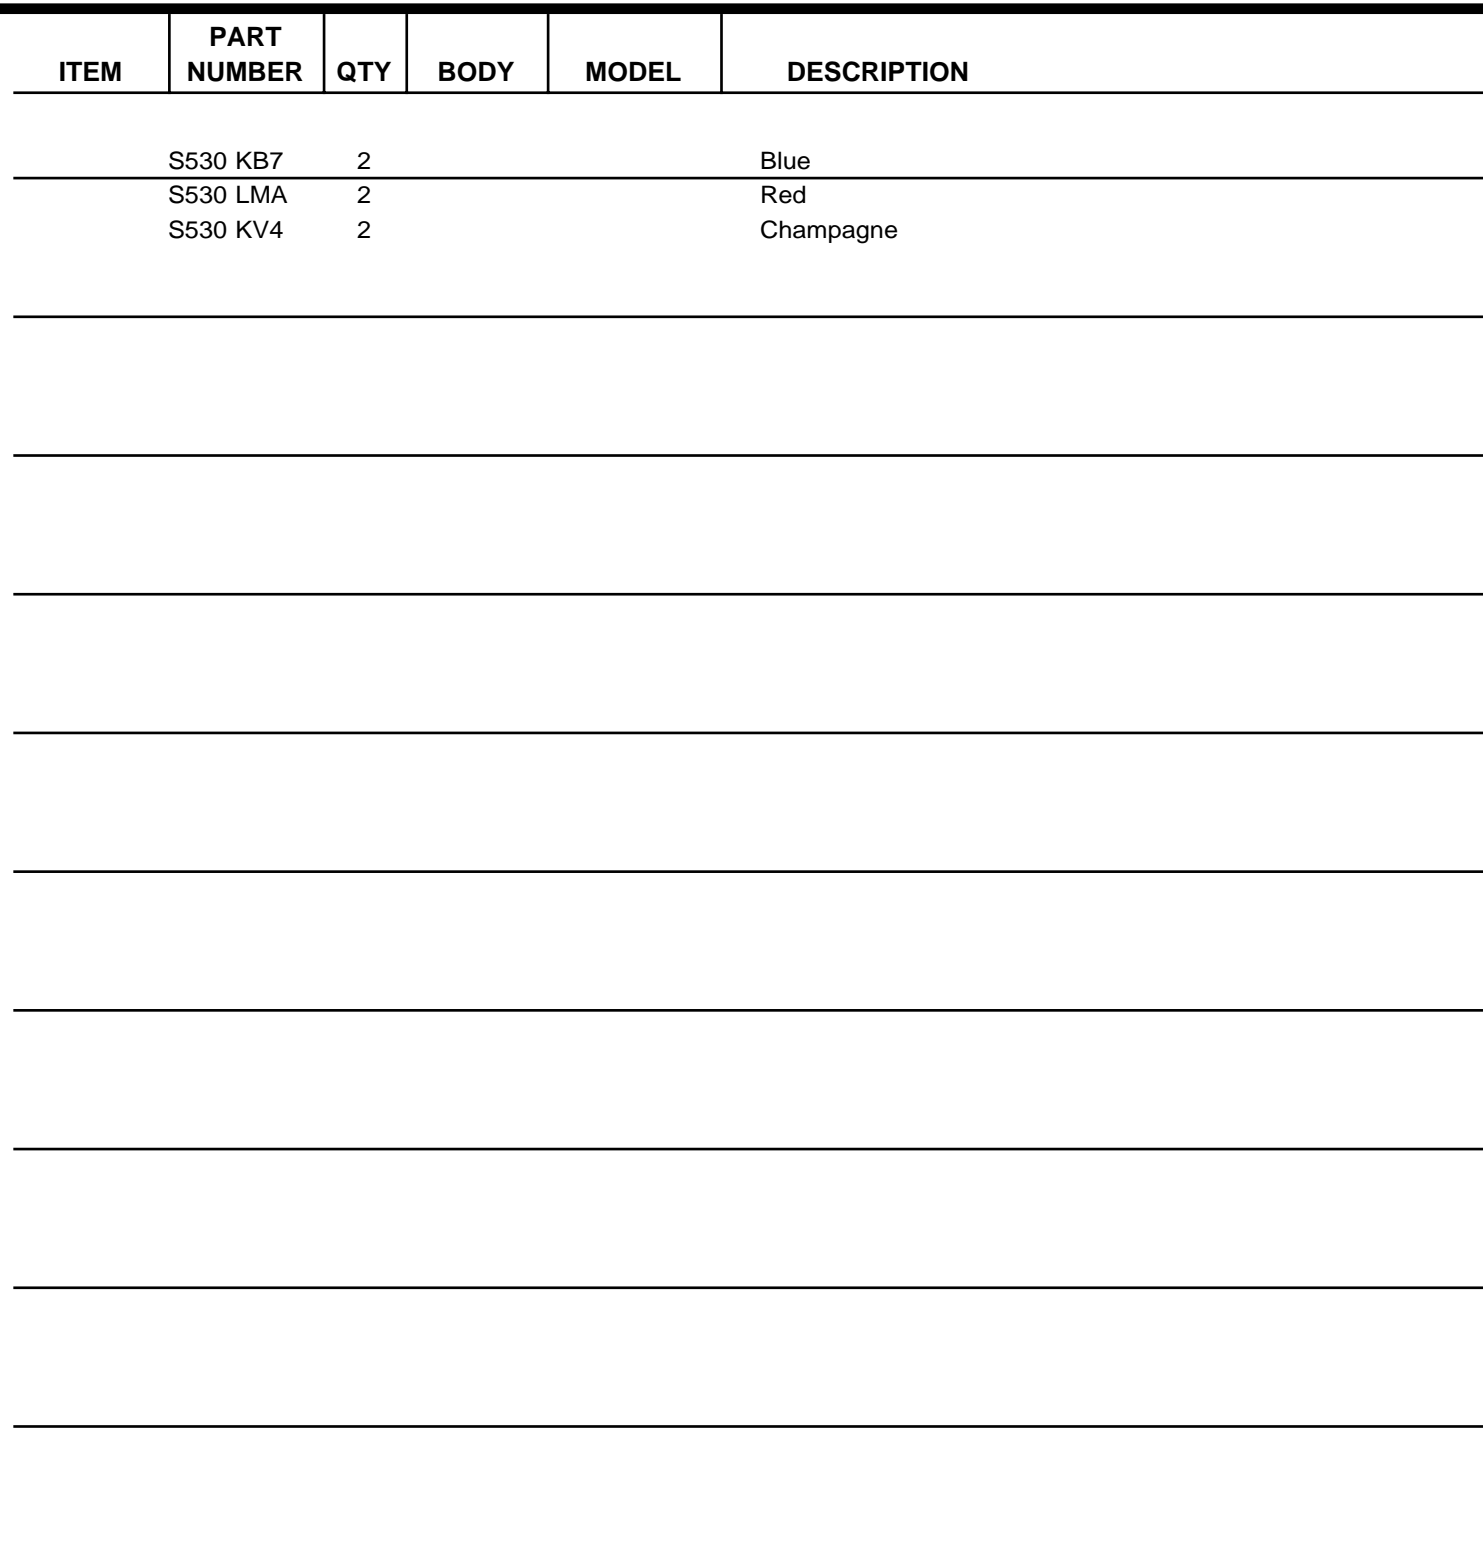 PART
ITEM NUMBER QTY BODY MODEL DESCRIPTION
S530 KB7 2 Blue
S530 LMA 2 Red
S530 KV4 2 Champagne